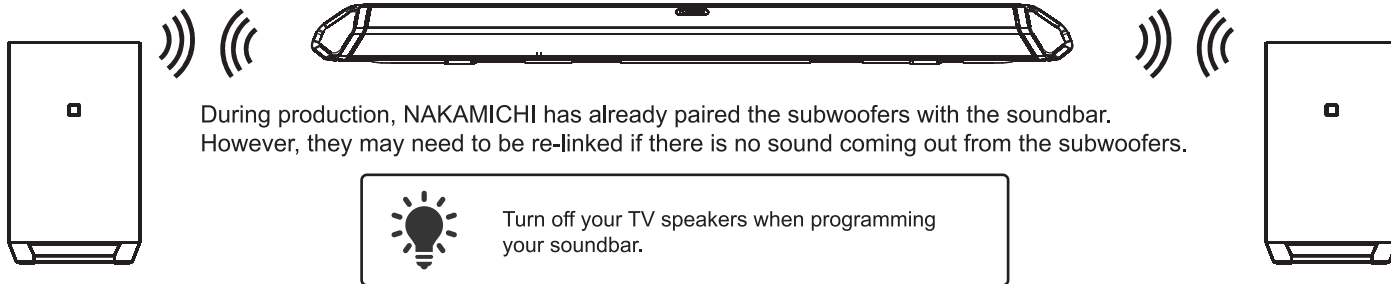 During production, NAKAMICHI has already paired the subwoofers with the soundbar.
However, they may need to be re-linked if there is no sound coming out from the subwoofers.
Turn off your TV speakers when programming
your soundbar.